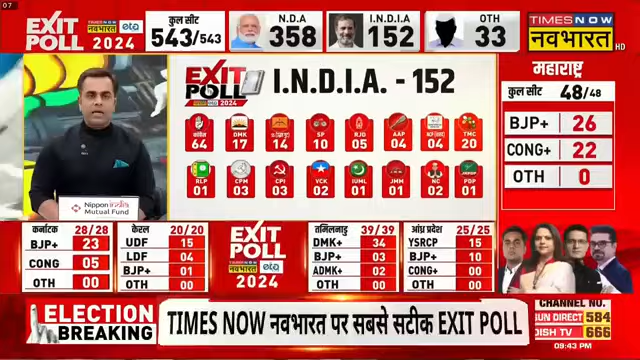 07
EXIT POLL
नवभारत
2024
कुल सीट
543/543
N.D.A
358
I.N.D.I.A
152
OTH
33
TIMES NOW
नवभारत HD
EXIT POLL
2024
I.N.D.I.A. - 152
महाराष्ट्र
कुल सीट 48/48
BJP+ 26
CONG+ 22
OTH 0
कांग्रेस 64
DMK 17
14
SP 10
RJD 05
AAP 04
04
TMC 20
RLP 01
CPM 03
CPI 03
VCK 02
IUML 01
JMM 01
NC 02
PDP 01
Nippon india
Mutual Fund
कर्नाटक 28/28
BJP+ 23
CONG 05
OTH 00
केरल 20/20
UDF 15
LDF 04
BJP+ 01
OTH 00
EXIT POLL
TIMES NOW नवभारत etg
2024
तमिलनाडु 39/39
DMK+ 34
BJP+ 03
ADMK+ 02
OTH 00
आंध्र प्रदेश 25/25
YSRCP 15
BJP+ 10
CONG+ 00
OTH 00
ELECTION
BREAKING
TIMES NOW नवभारत पर सबसे सटीक EXIT POLL
CHANNEL NO.
SUN DIRECT 584
DISH TV 666
09:43 PM